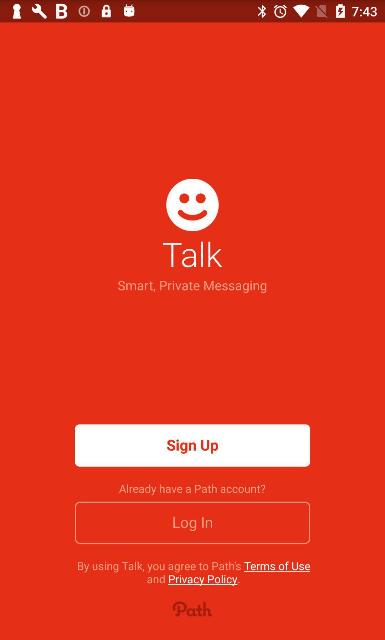 7:43
Talk
Smart, Private Messaging
Sign Up
Already have a Path account?
Log In
By using Talk, you agree to Path's Terms of Use
and Privacy Policy.
Path